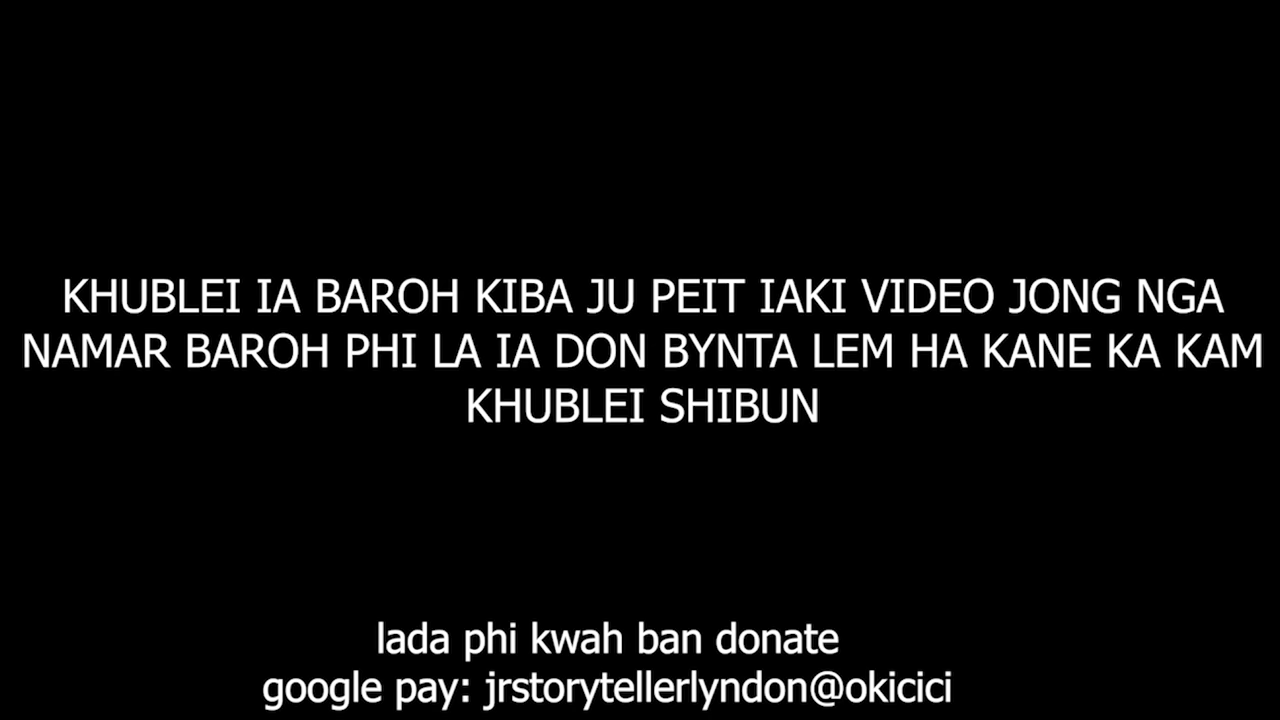 KHUBLEI IA BAROH KIBA JU PEIT IAKI VIDEO JONG NGA
NAMAR BAROH PHI LA IA DON BYNTA LEM HA KANE KA KAM
KHUBLEI SHIBUN
lada phi kwah ban donate
google pay: jrstorytellerlyndon@okicici